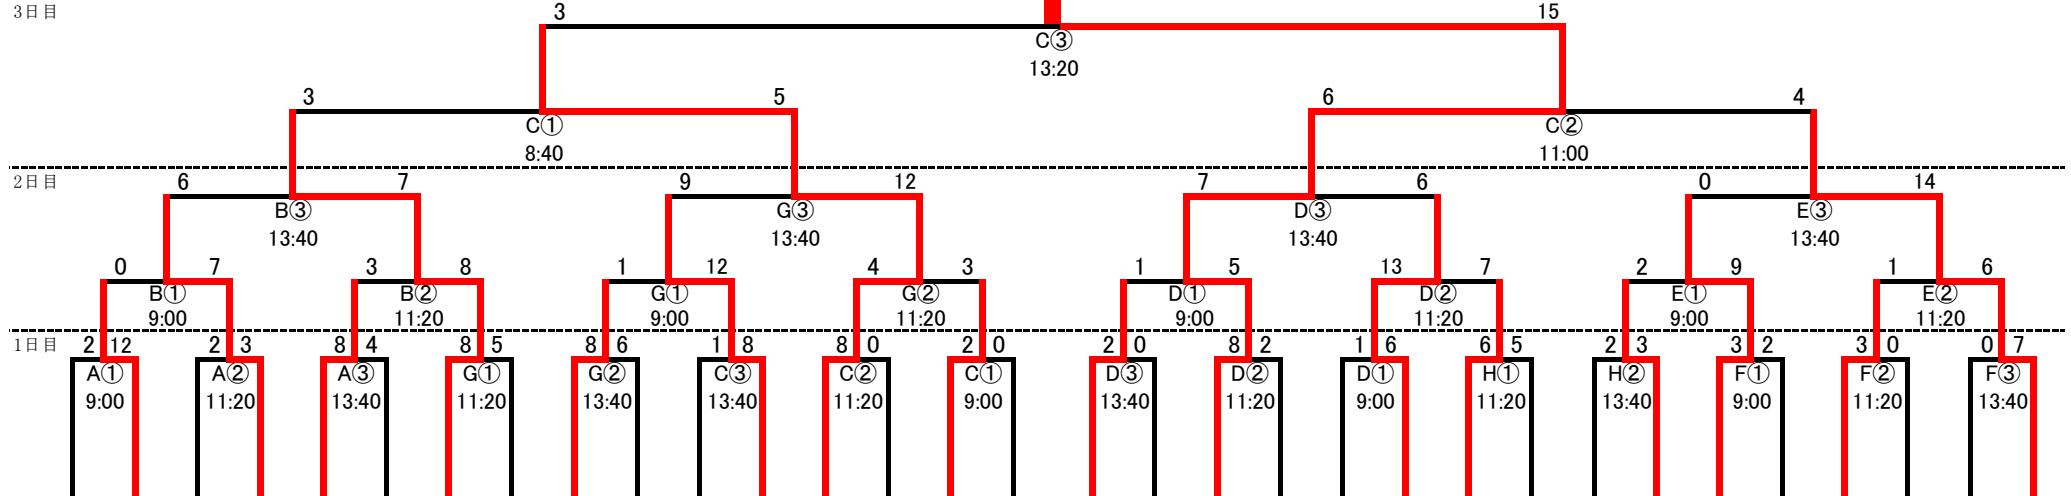 3日目
3 15
C③
13:20
3 5 6 4
C① C②
8:40 11:00
2日目
6 7 9 12 7 6 0 14
B③ G③ D③ E③
13:40 13:40 13:40 13:40
0 7 3 8 1 12 4 3 1 5 13 7 2 9 1 6
B① B② G① G② D① D② E① E②
9:00 11:20 9:00 11:20 9:00 11:20 9:00 11:20
1日目
2 12 2 3 8 4 8 5 8 6 1 8 8 0 2 0 2 0 8 2 1 6 6 5 2 3 3 2 3 0 0 7
A① A② A③ G① G② C③ C② C① D③ D② D① H① H② F① F② F③
9:00 11:20 13:40 11:20 13:40 13:40 11:20 9:00 13:40 11:20 9:00 11:20 13:40 9:00 11:20 13:40